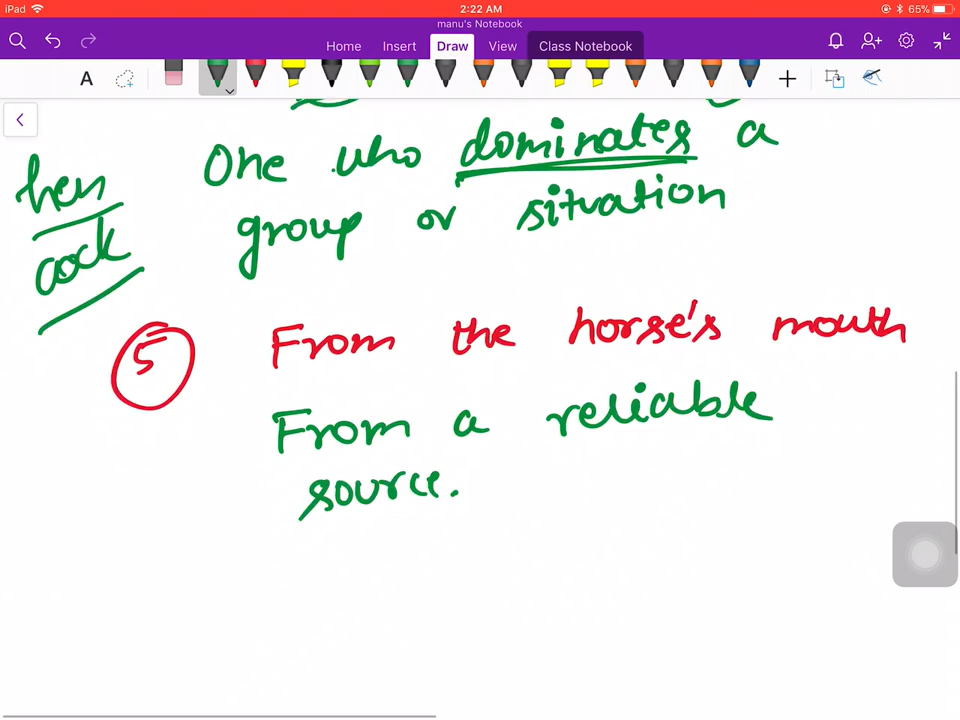 iPad 2:22 AM 65%
manu's Notebook
Home Insert Draw View Class Notebook
A
One who dominates a
group or situation
hen
cock
5 From the horse's mouth
From a reliable
source.